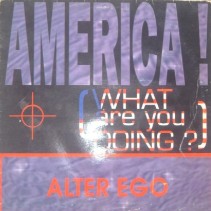 AMERICA!
(WHAT
are you
DOING?)
ALTER EGO